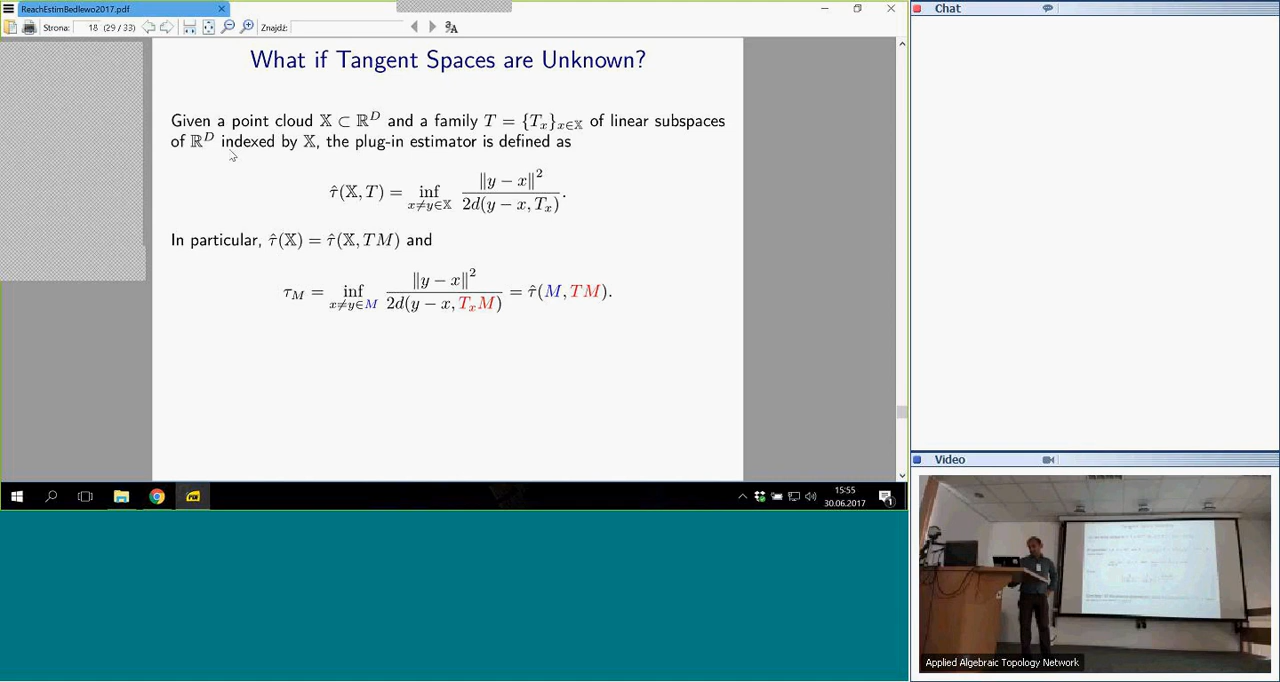 ReachEstimBedlewo2017.pdf
Strona: 18 (29 / 33) Znajdź:
What if Tangent Spaces are Unknown?
Given a point cloud 𝕏 ⊂ ℝ^D and a family T = {T_x}_{x∈𝕏} of linear subspaces
of ℝ^D indexed by 𝕏, the plug-in estimator is defined as
τ̂(𝕏, T) = inf_{x≠y∈𝕏} ‖y − x‖² / 2d(y − x, T_x).
In particular, τ̂(𝕏) = τ̂(𝕏, TM) and
τ_M = inf_{x≠y∈M} ‖y − x‖² / 2d(y − x, T_xM) = τ̂(M, TM).
15:55
30.06.2017
Chat
Video
Applied Algebraic Topology Network